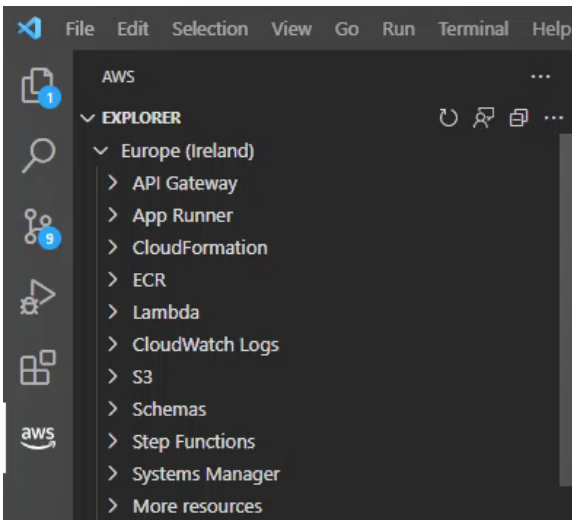 File Edit Selection View Go Run Terminal Help
AWS
1
EXPLORER
Europe (Ireland)
API Gateway
App Runner
9
CloudFormation
ECR
Lambda
CloudWatch Logs
S3
Schemas
aws
Step Functions
Systems Manager
More resources